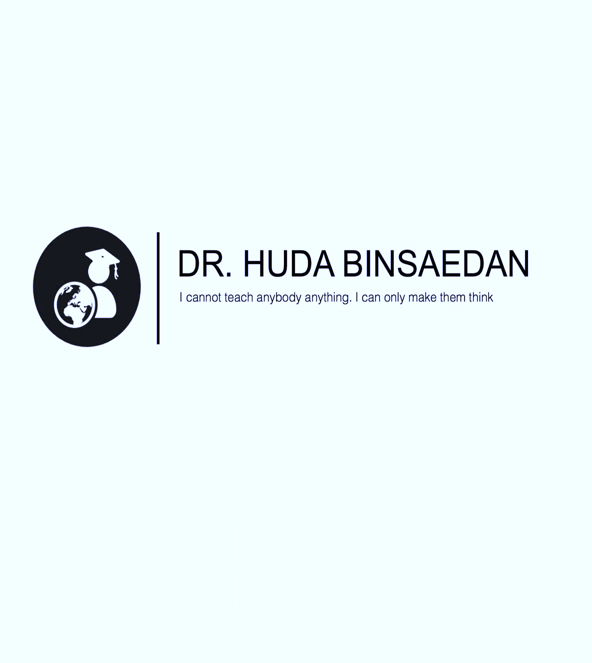 DR. HUDA BINSAEDAN
I cannot teach anybody anything. I can only make them think